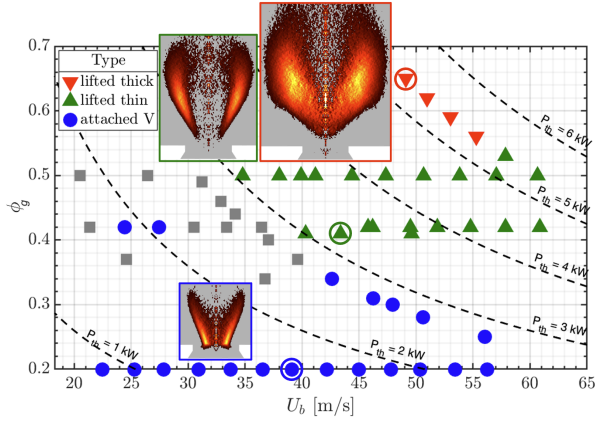 0.7
0.6
0.5
0.4
0.3
0.2
ϕg
Type
lifted thick
lifted thin
attached V
P_th = 6 kW
P_th = 5 kW
P_th = 4 kW
P_th = 3 kW
P_th = 2 kW
P_th = 1 kW
20 25 30 35 40 45 50 55 60 65
U_b [m/s]